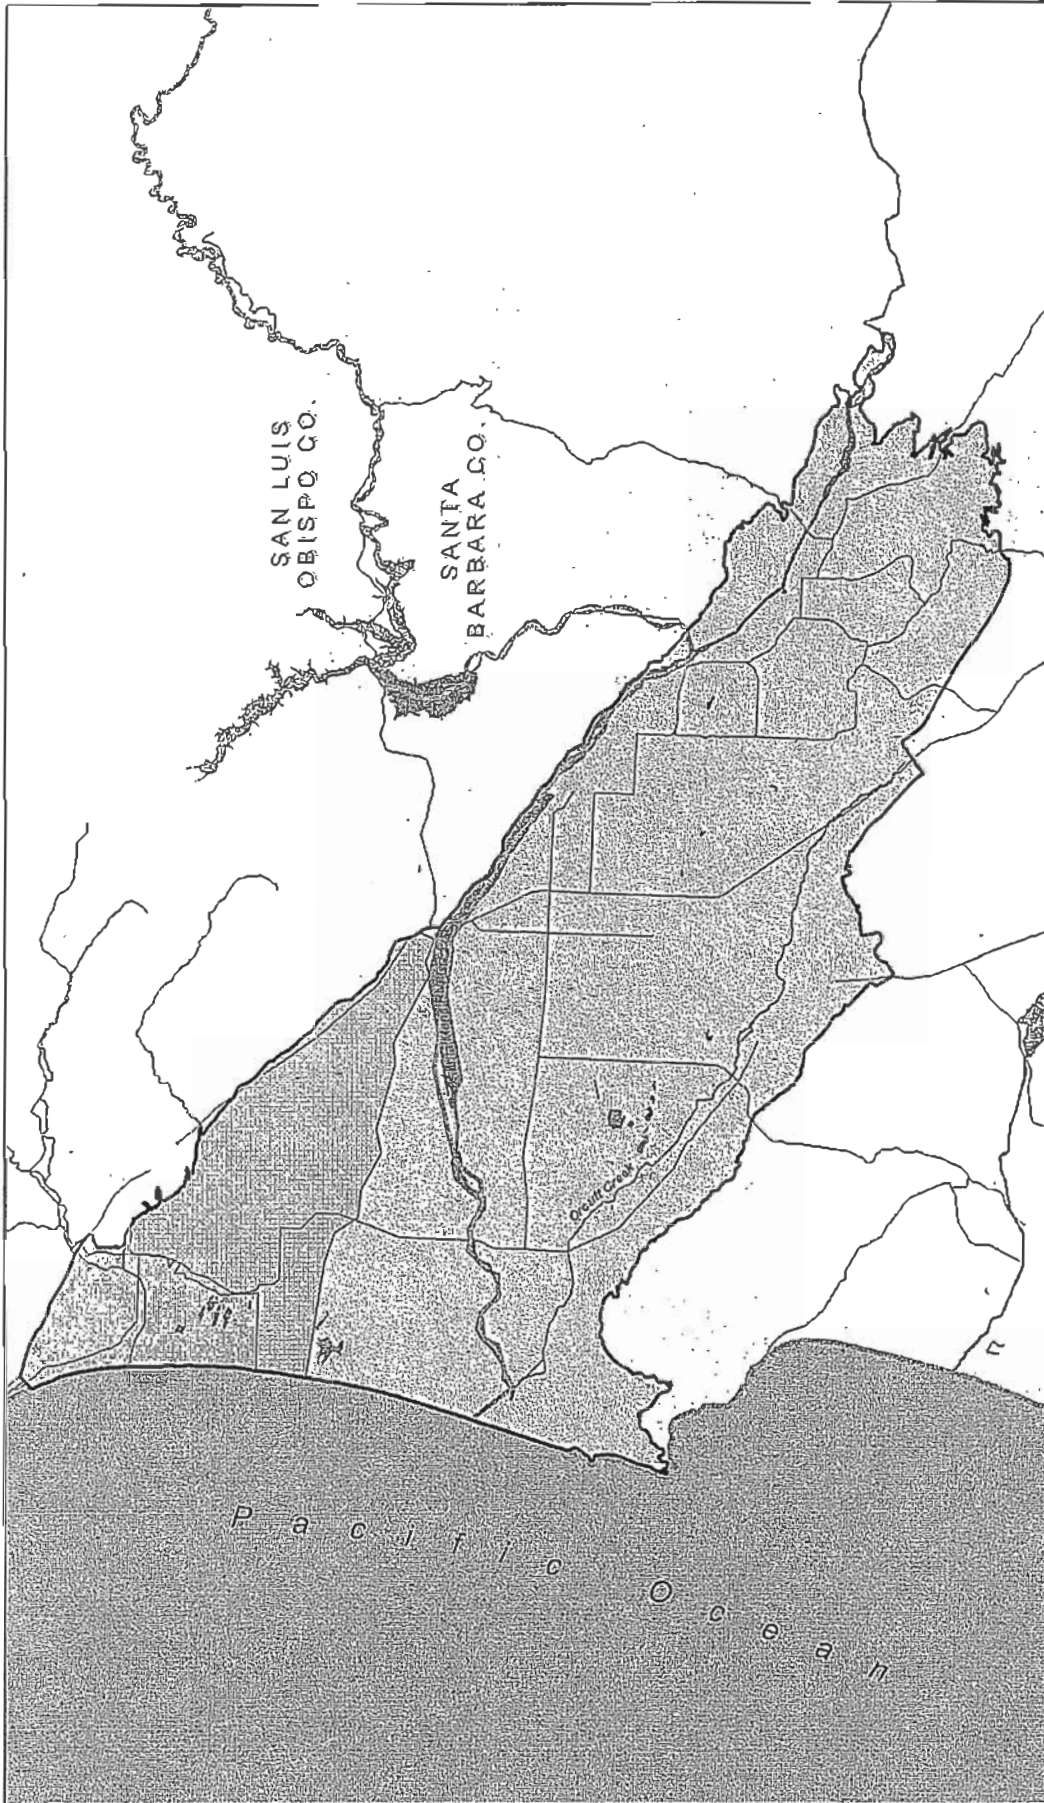 SAN LUIS
OBISPO CO.
SANTA
BARBARA CO.
Orcutt Creek
Pacific Ocean